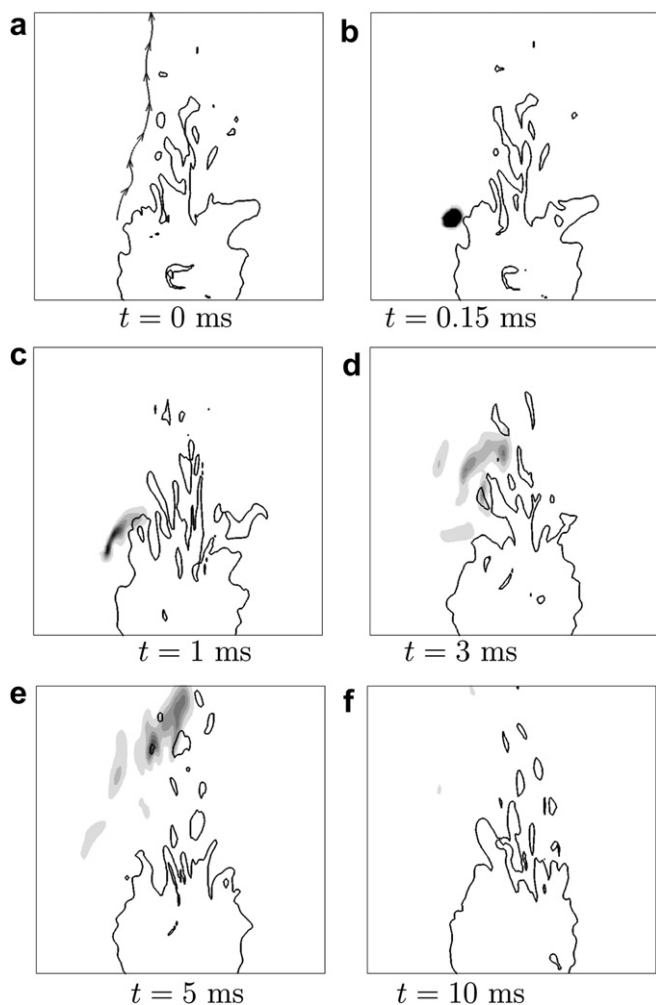 a
b
t = 0 ms
t = 0.15 ms
c
d
t = 1 ms
t = 3 ms
e
f
t = 5 ms
t = 10 ms